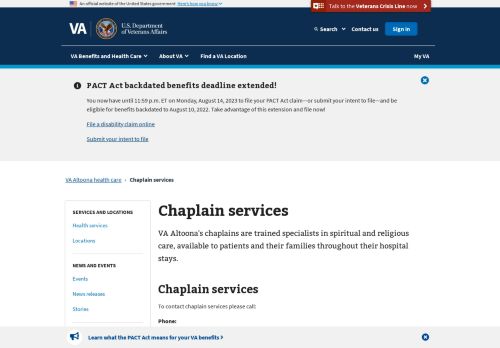 An official website of the United States government Here's how you know
Talk to the Veterans Crisis Line now
VA
U.S. Department
of Veterans Affairs
Search
Contact us
Sign in
VA Benefits and Health Care
About VA
Find a VA Location
My VA
PACT Act backdated benefits deadline extended!
You now have until 11:59 p.m. ET on Monday, August 14, 2023 to file your PACT Act claim—or submit your intent to file—and be
eligible for benefits backdated to August 10, 2022. Take advantage of this extension and file now!
File a disability claim online
Submit your intent to file
VA Altoona health care › Chaplain services
SERVICES AND LOCATIONS
Health services
Locations
NEWS AND EVENTS
Events
News releases
Stories
Chaplain services
VA Altoona's chaplains are trained specialists in spiritual and religious
care, available to patients and their families throughout their hospital
stays.
Chaplain services
To contact chaplain services please call:
Phone:
Learn what the PACT Act means for your VA benefits